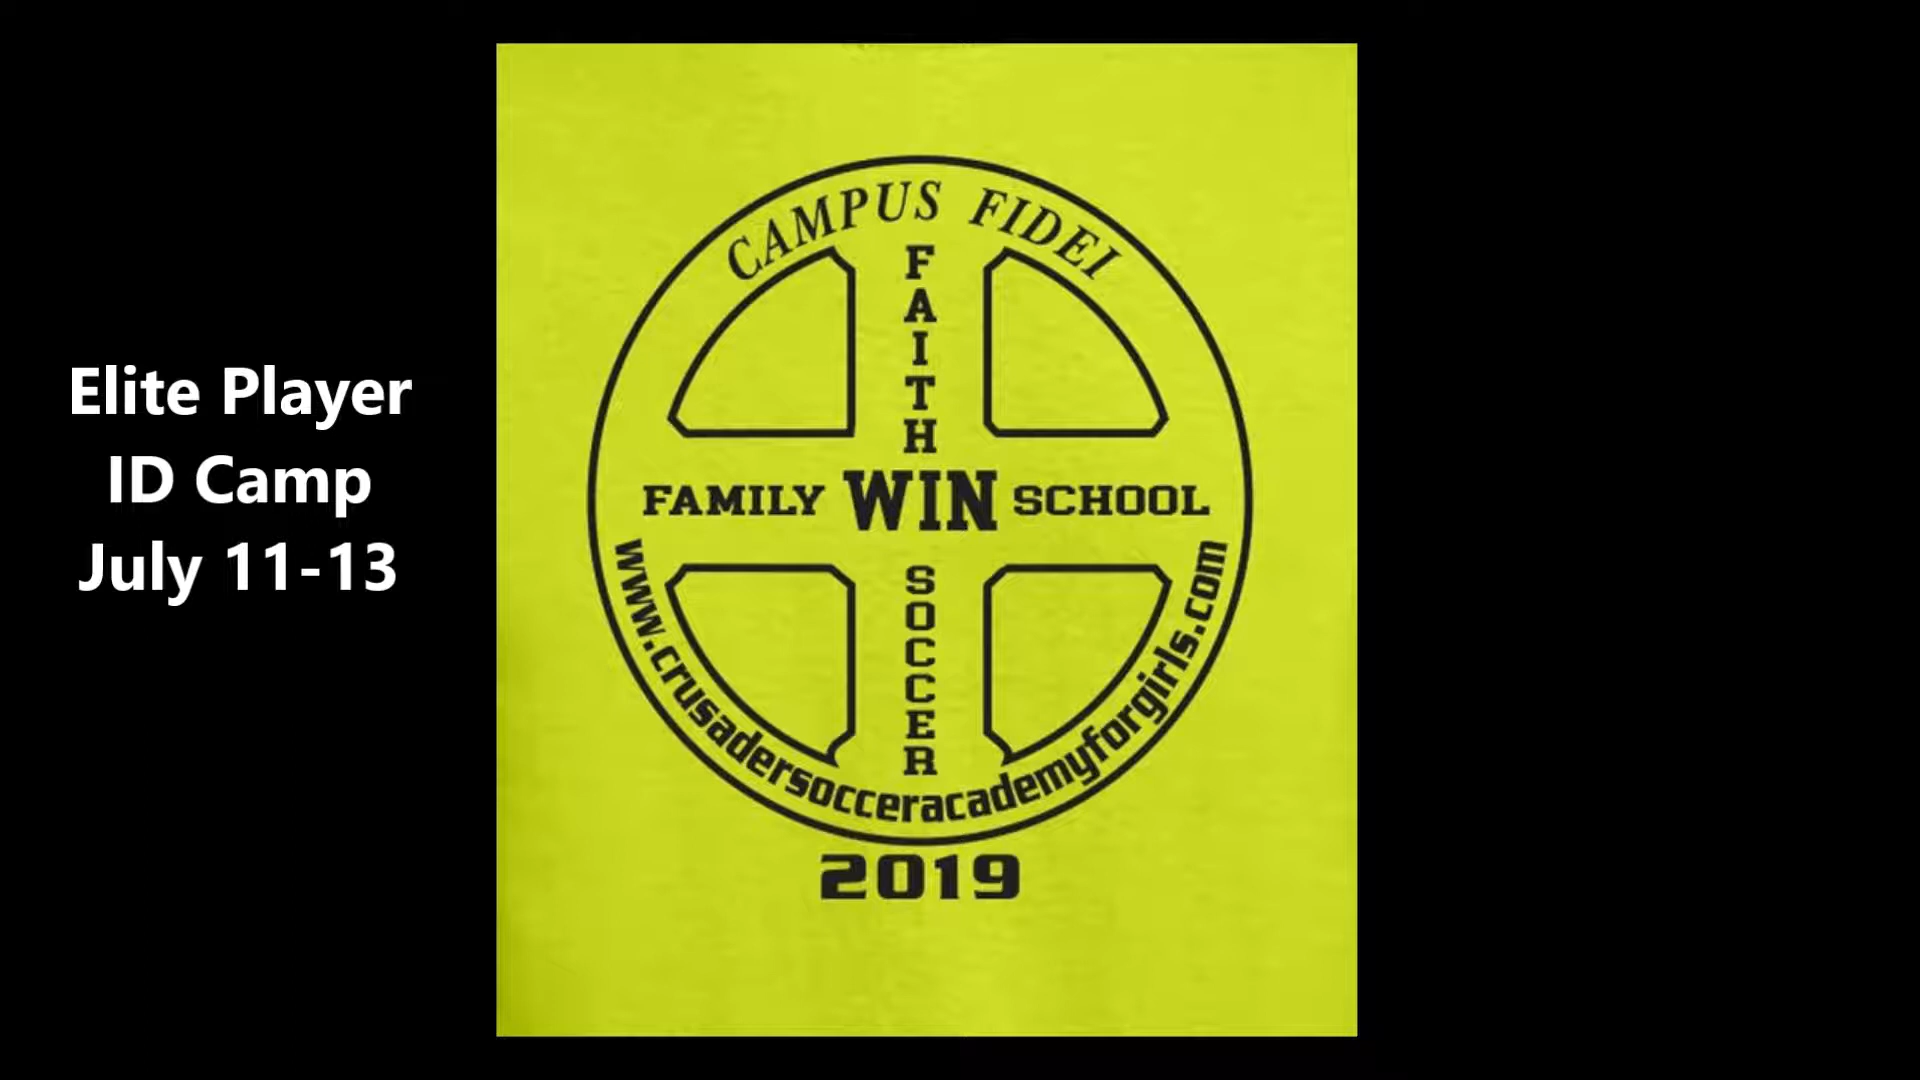 Elite Player
ID Camp
July 11-13
CAMPUS FIDEI
FAITH
FAMILY WIN SCHOOL
SOCCER
www.crusadersocceracademyforgirls.com
2019